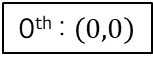 0ᵗʰ : (0,0)